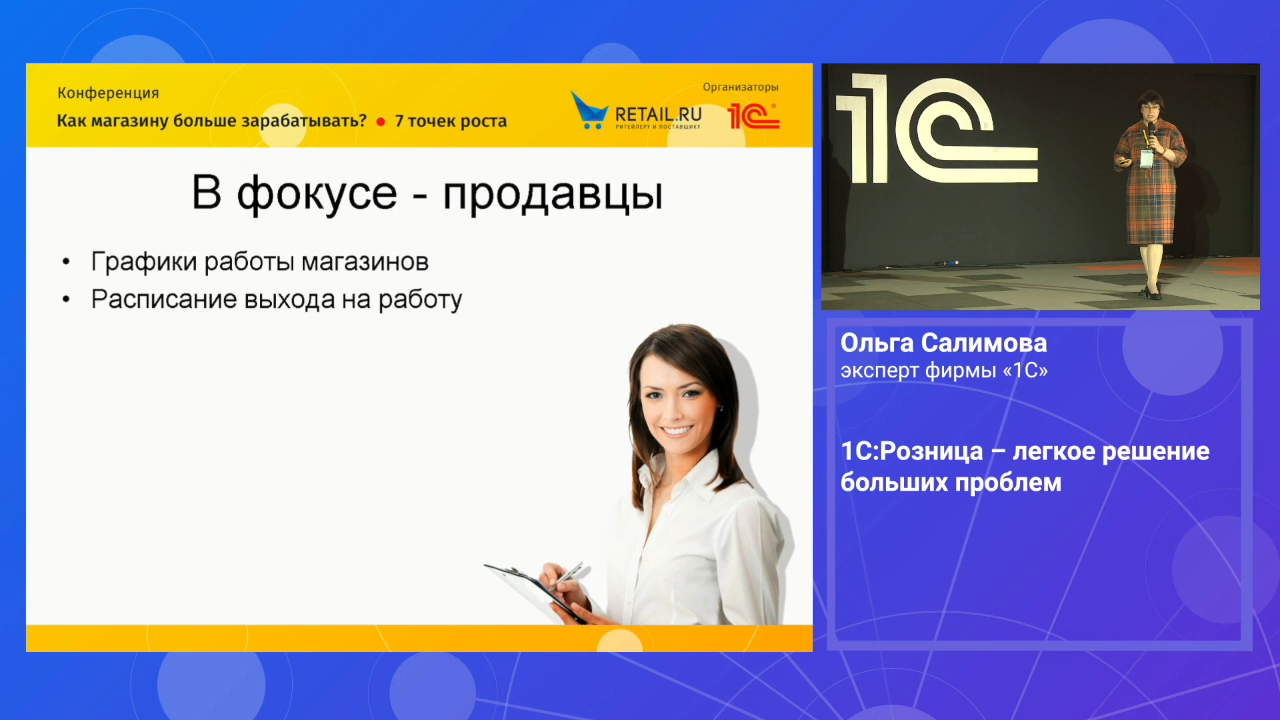 Конференция
Как магазину больше зарабатывать? • 7 точек роста
RETAIL.RU
РИТЕЙЛЕРУ И ПОСТАВЩИКУ
Организаторы
1С®
В фокусе - продавцы
• Графики работы магазинов
• Расписание выхода на работу
1С
Ольга Салимова
эксперт фирмы «1С»
1С:Розница – легкое решение
больших проблем